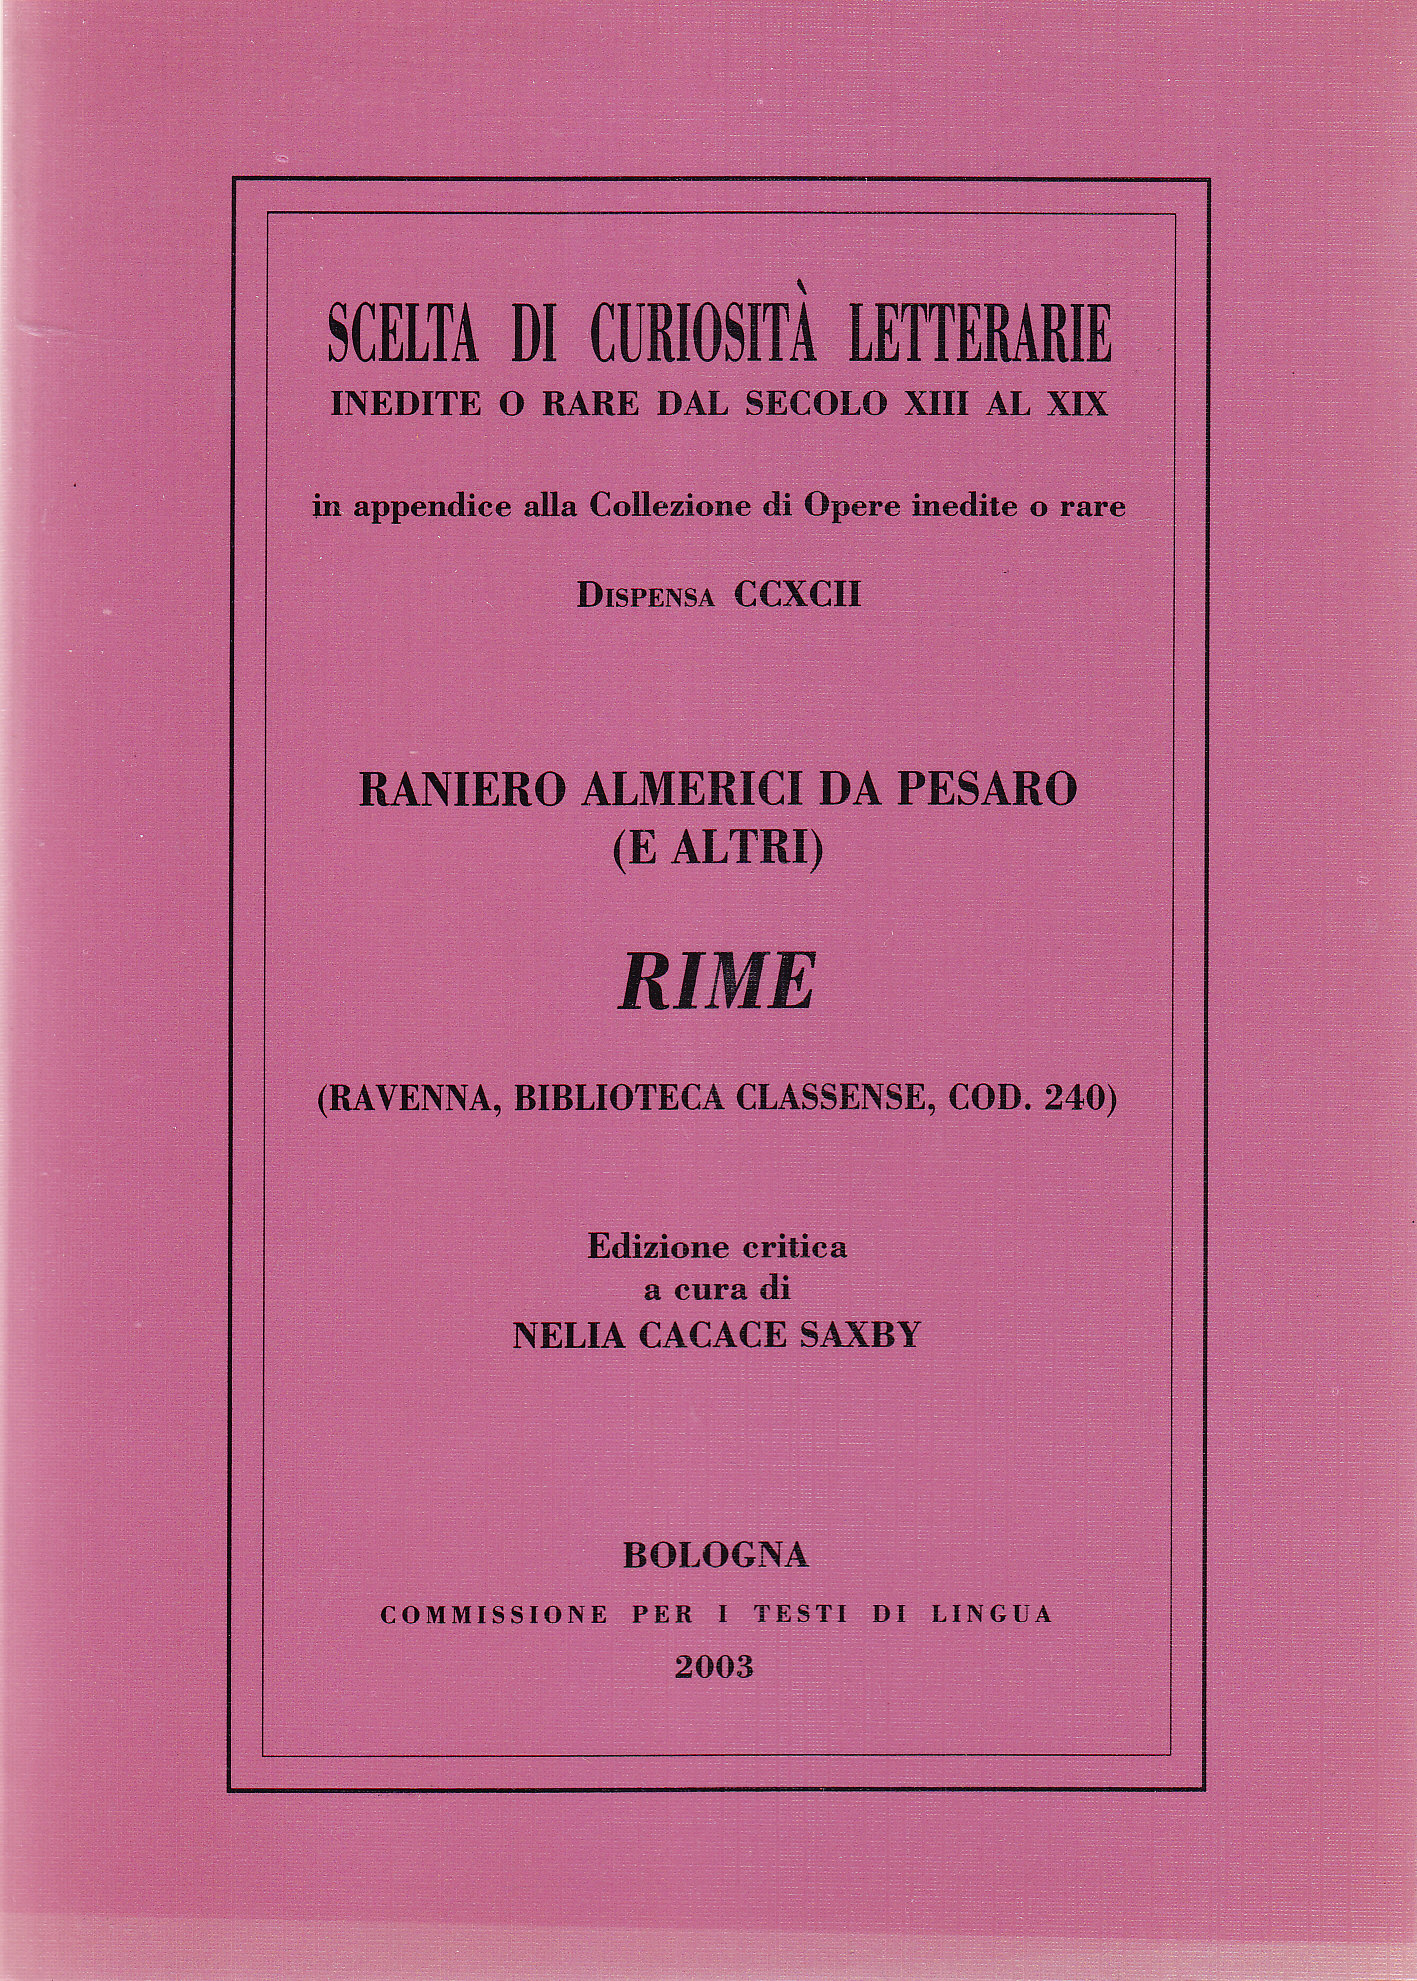 SCELTA DI CURIOSITÀ LETTERARIE
INEDITE O RARE DAL SECOLO XIII AL XIX
in appendice alla Collezione di Opere inedite o rare
DISPENSA CCXCII
RANIERO ALMERICI DA PESARO
(E ALTRI)
RIME
(RAVENNA, BIBLIOTECA CLASSENSE, COD. 240)
Edizione critica
a cura di
NELIA CACACE SAXBY
BOLOGNA
COMMISSIONE PER I TESTI DI LINGUA
2003